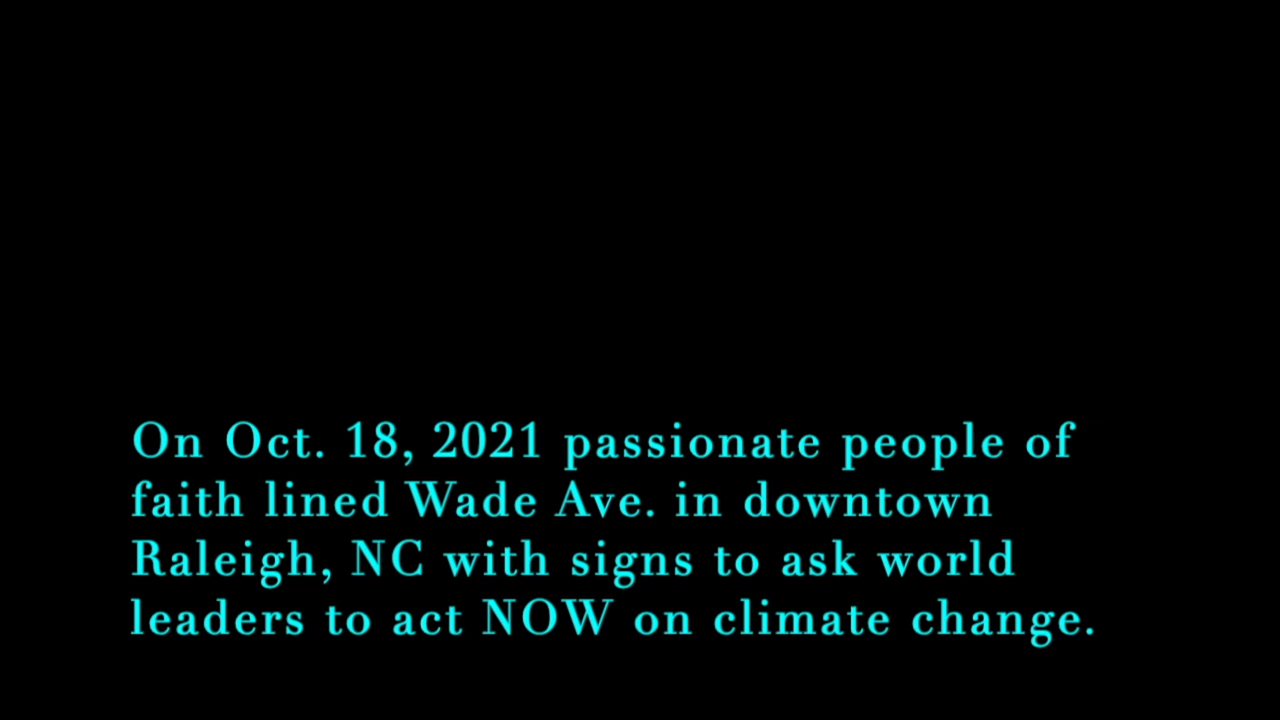 On Oct. 18, 2021 passionate people of
faith lined Wade Ave. in downtown
Raleigh, NC with signs to ask world
leaders to act NOW on climate change.